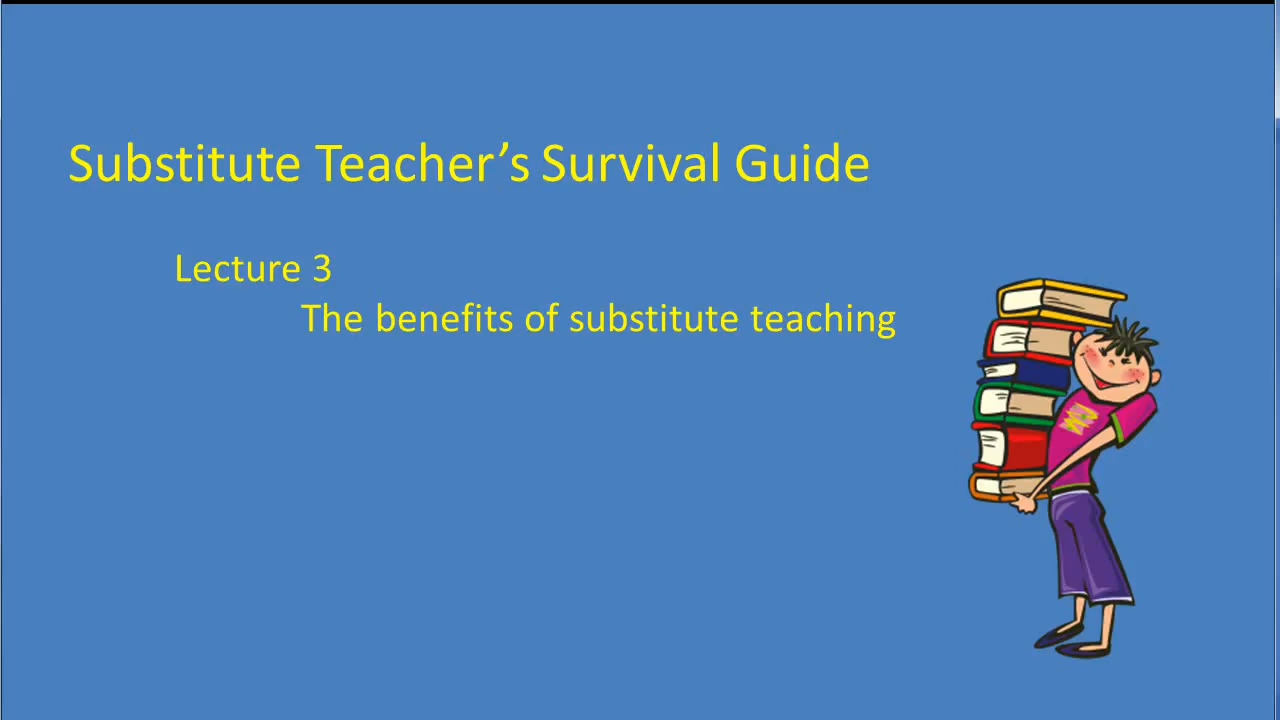 Substitute Teacher’s Survival Guide
Lecture 3
The benefits of substitute teaching